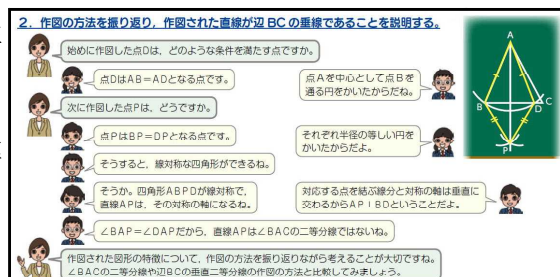 2．作図の方法を振り返り，作図された直線が辺 BC の垂線であることを説明する。
始めに作図した点Dは，どのような条件を満たす点ですか。
点DはAB＝ADとなる点です。
点Aを中心として点Bを
通る円をかいたからだね。
次に作図した点Pは，どうですか。
点PはBP＝DPとなる点です。
それぞれ半径の等しい円を
かいたからだよ。
そうすると，線対称な四角形ができるね。
そうか。四角形ABPDが線対称で，
直線APは，その対称の軸になるね。
対応する点を結ぶ線分と対称の軸は垂直に
交わるからAP⊥BDということだよ。
∠BAP＝∠DAPだから，直線APは∠BACの二等分線ではないね。
作図された図形の特徴について，作図の方法を振り返りながら考えることが大切ですね。
∠BACの二等分線や辺BCの垂直二等分線の作図の方法と比較してみましょう。
A
B
D
C
P